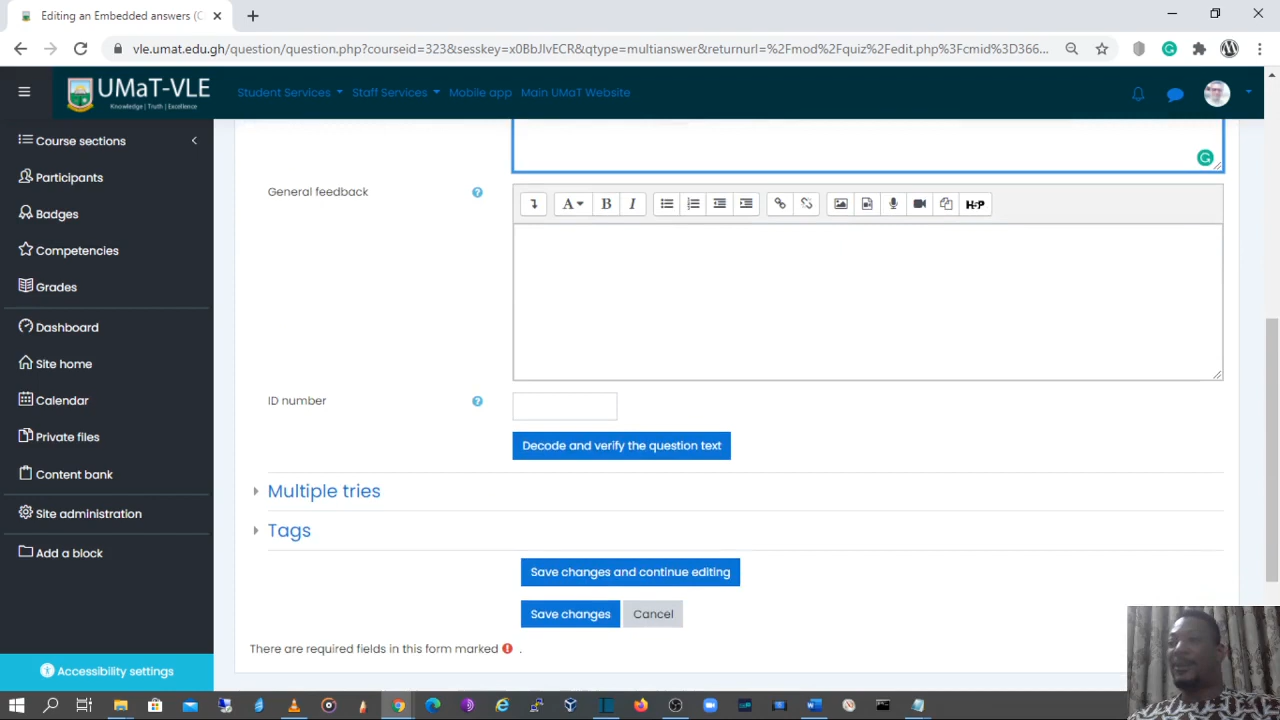 Editing an Embedded answers (C
vle.umat.edu.gh/question/question.php?courseid=323&sesskey=x0BbJlvECR&qtype=multianswer&returnurl=%2Fmod%2Fquiz%2Fedit.php%3Fcmid%3D366...
UMaT-VLE
Knowledge | Truth | Excellence
Student Services
Staff Services
Mobile app
Main UMaT Website
Course sections
Participants
Badges
Competencies
Grades
Dashboard
Site home
Calendar
Private files
Content bank
Site administration
Add a block
Accessibility settings
General feedback
A B I
H-P
ID number
Decode and verify the question text
Multiple tries
Tags
Save changes and continue editing
Save changes
Cancel
There are required fields in this form marked .